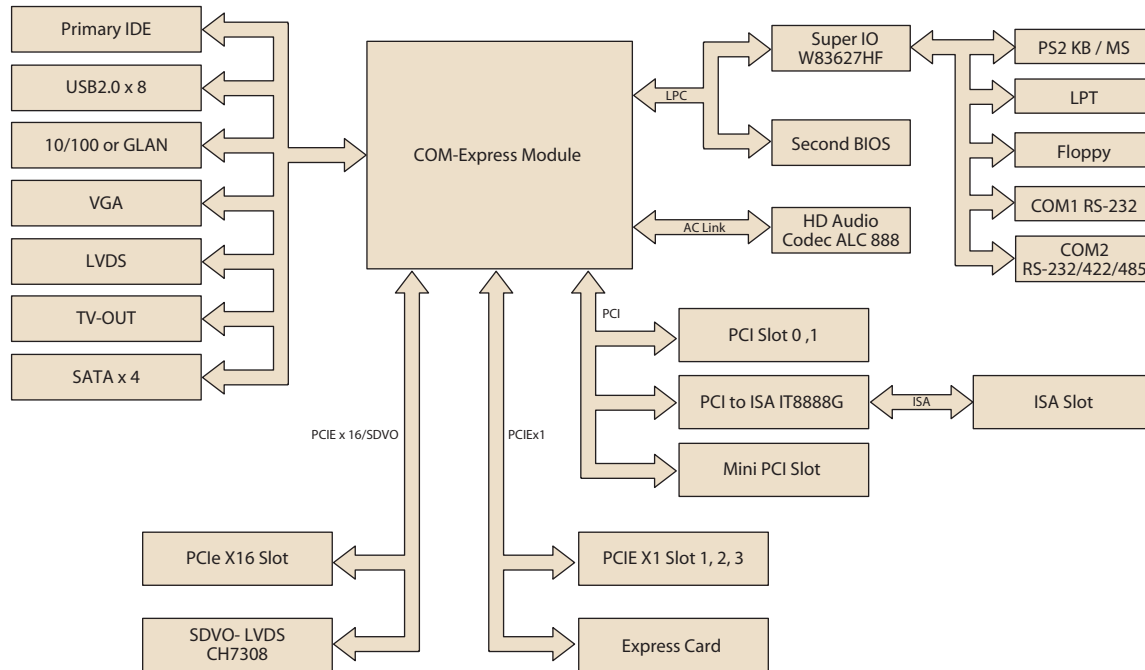 Primary IDE
USB2.0 x 8
10/100 or GLAN
VGA
LVDS
TV-OUT
SATA x 4
COM-Express Module
LPC
Super IO
W83627HF
Second BIOS
AC Link
HD Audio
Codec ALC 888
PS2 KB / MS
LPT
Floppy
COM1 RS-232
COM2
RS-232/422/485
PCI
PCI Slot 0 ,1
PCI to ISA IT8888G
ISA
ISA Slot
Mini PCI Slot
PCIE x 16/SDVO
PCIEx1
PCIe X16 Slot
SDVO- LVDS
CH7308
PCIE X1 Slot 1, 2, 3
Express Card